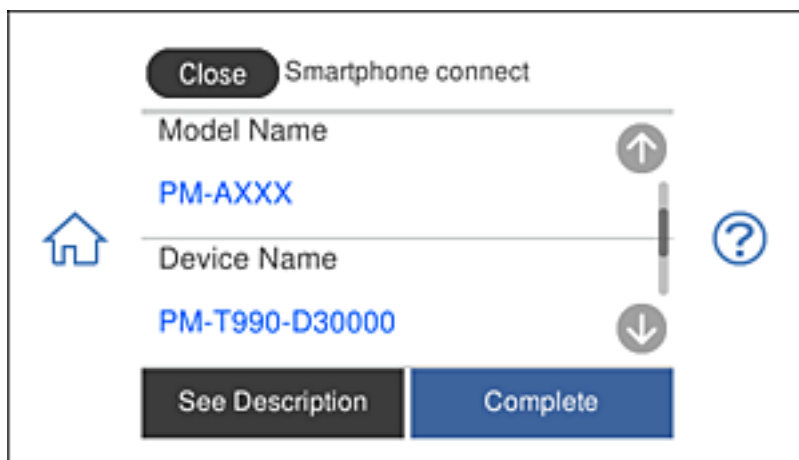 Close Smartphone connect
Model Name
PM-AXXX
Device Name
PM-T990-D30000
See Description Complete